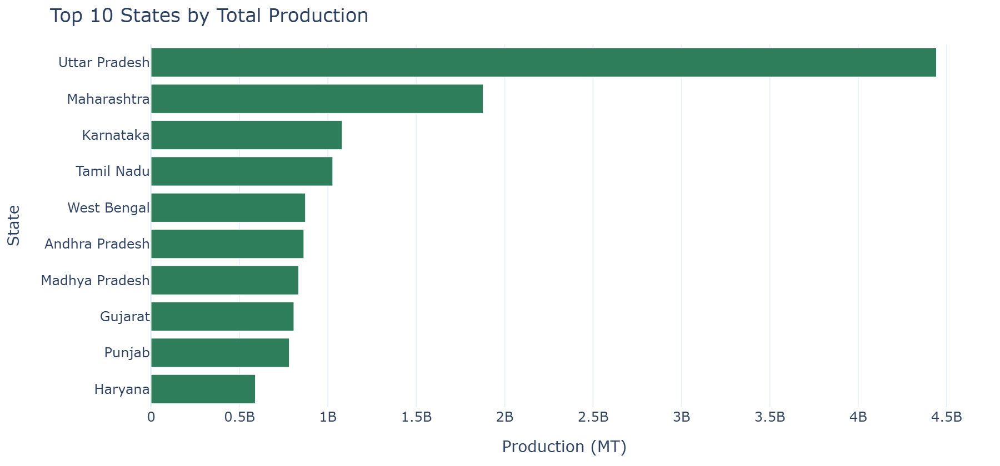 Top 10 States by Total Production
Uttar Pradesh
Maharashtra
Karnataka
Tamil Nadu
West Bengal
Andhra Pradesh
Madhya Pradesh
Gujarat
Punjab
Haryana
State
0 0.5B 1B 1.5B 2B 2.5B 3B 3.5B 4B 4.5B
Production (MT)